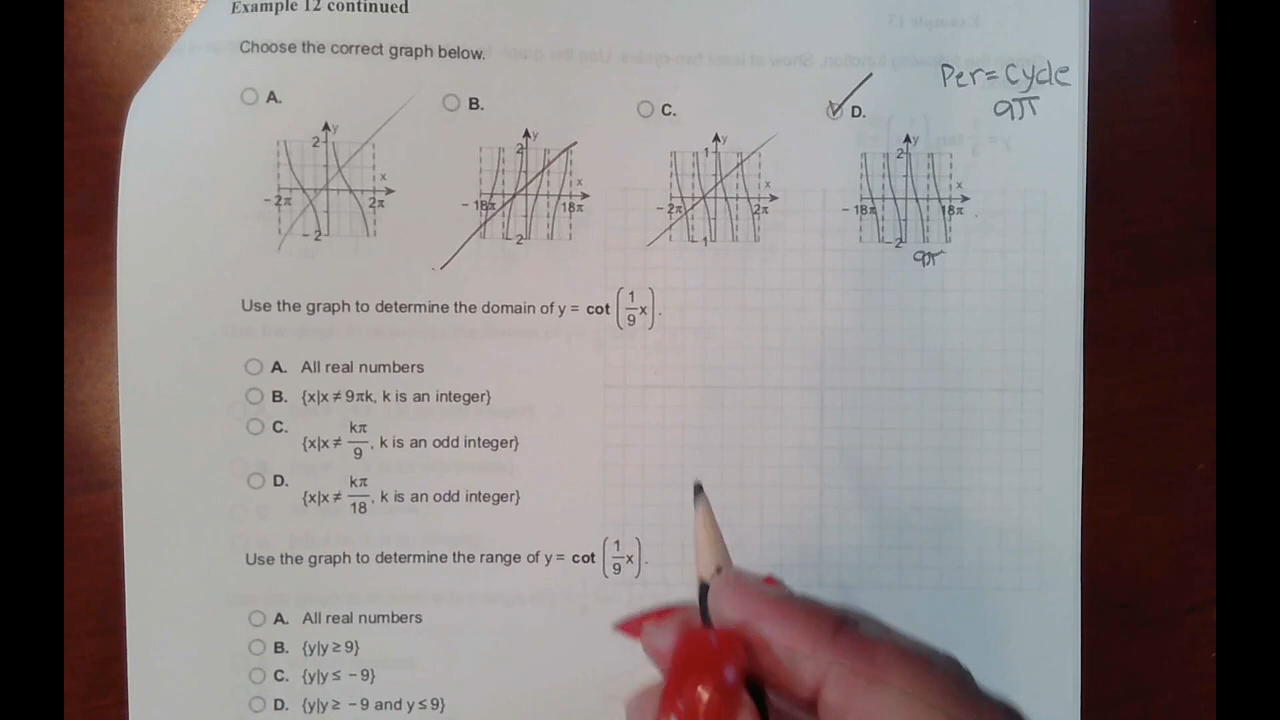 Example 12 continued
Choose the correct graph below.
Per = Cycle
9π
A.
B.
C.
D.
y
2
x
-2π
2π
-2
y
2
x
-18π
18π
2
y
1
x
-2π
2π
-1
y
2
x
-18π
18π
-2
9π
Use the graph to determine the domain of y = cot (1/9 x).
A. All real numbers
B. {x|x ≠ 9πk, k is an integer}
C. {x|x ≠ kπ/9, k is an odd integer}
D. {x|x ≠ kπ/18, k is an odd integer}
Use the graph to determine the range of y = cot (1/9 x).
A. All real numbers
B. {y|y ≥ 9}
C. {y|y ≤ -9}
D. {y|y ≥ -9 and y ≤ 9}